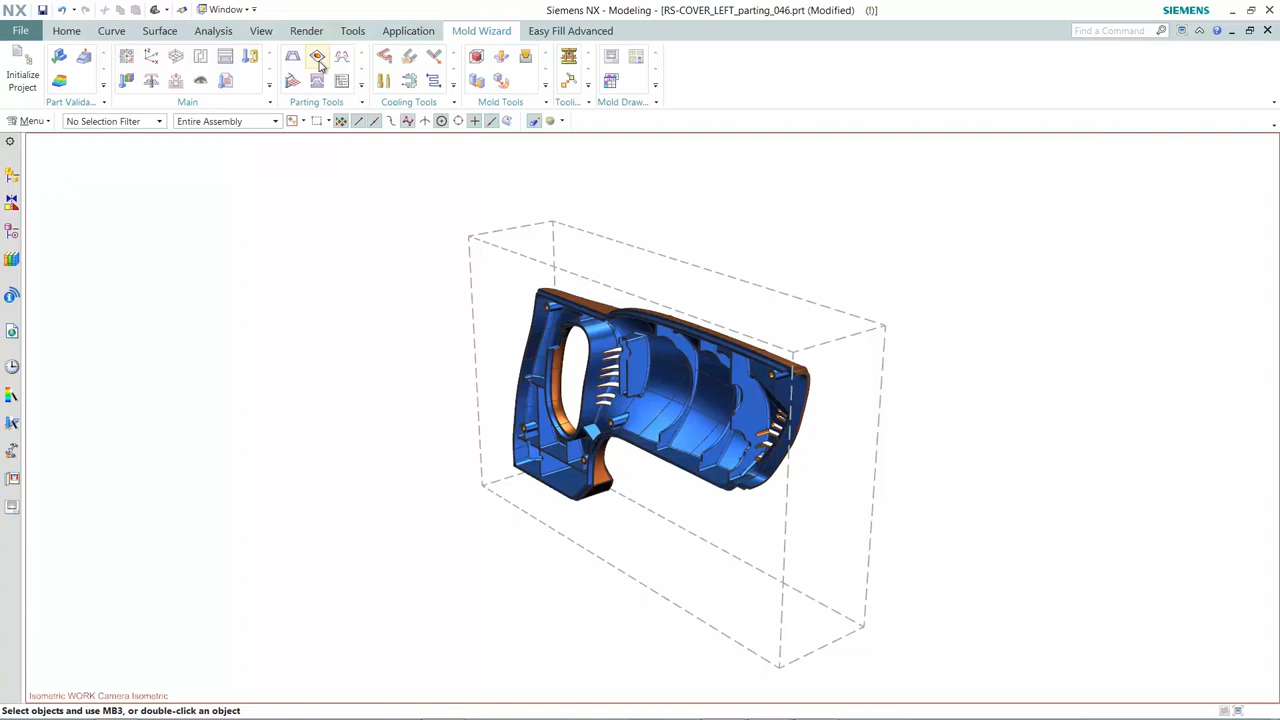 NX
Window
Siemens NX - Modeling - [RS-COVER_LEFT_parting_046.prt (Modified) (!)]
SIEMENS
File
Home
Curve
Surface
Analysis
View
Render
Tools
Application
Mold Wizard
Easy Fill Advanced
Find a Command
Initialize
Project
Part Valida...
Main
Parting Tools
Cooling Tools
Mold Tools
Tooli...
Mold Draw...
Menu
No Selection Filter
Entire Assembly
Isometric WORK Camera Isometric
Select objects and use MB3, or double-click an object